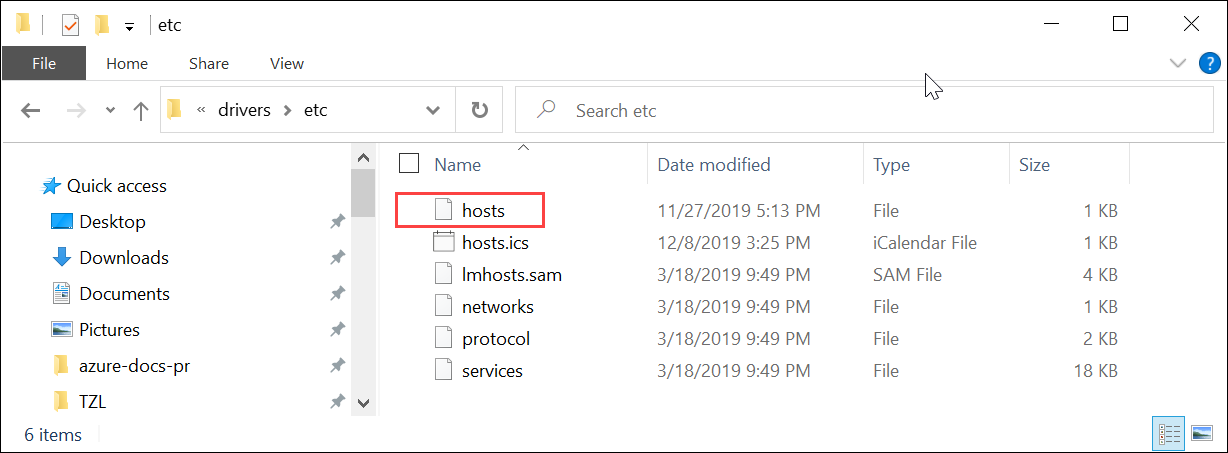 etc
File Home Share View ?
« drivers > etc Search etc
Name Date modified Type Size
Quick access
Desktop
Downloads
Documents
Pictures
azure-docs-pr
TZL
hosts 11/27/2019 5:13 PM File 1 KB
hosts.ics 12/8/2019 3:25 PM iCalendar File 1 KB
lmhosts.sam 3/18/2019 9:49 PM SAM File 4 KB
networks 3/18/2019 9:49 PM File 1 KB
protocol 3/18/2019 9:49 PM File 2 KB
services 3/18/2019 9:49 PM File 18 KB
6 items